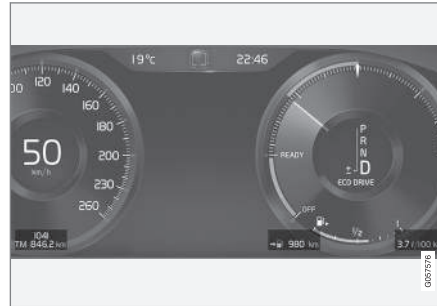 19°C 22:46
00 120 140
160
180
200
230
260
50
km/h
1041
TM 846.2 km
P
R
N
± D
ECO DRIVE
READY
OFF
1/2
1
980 km
3.7 l/100 k
G057576